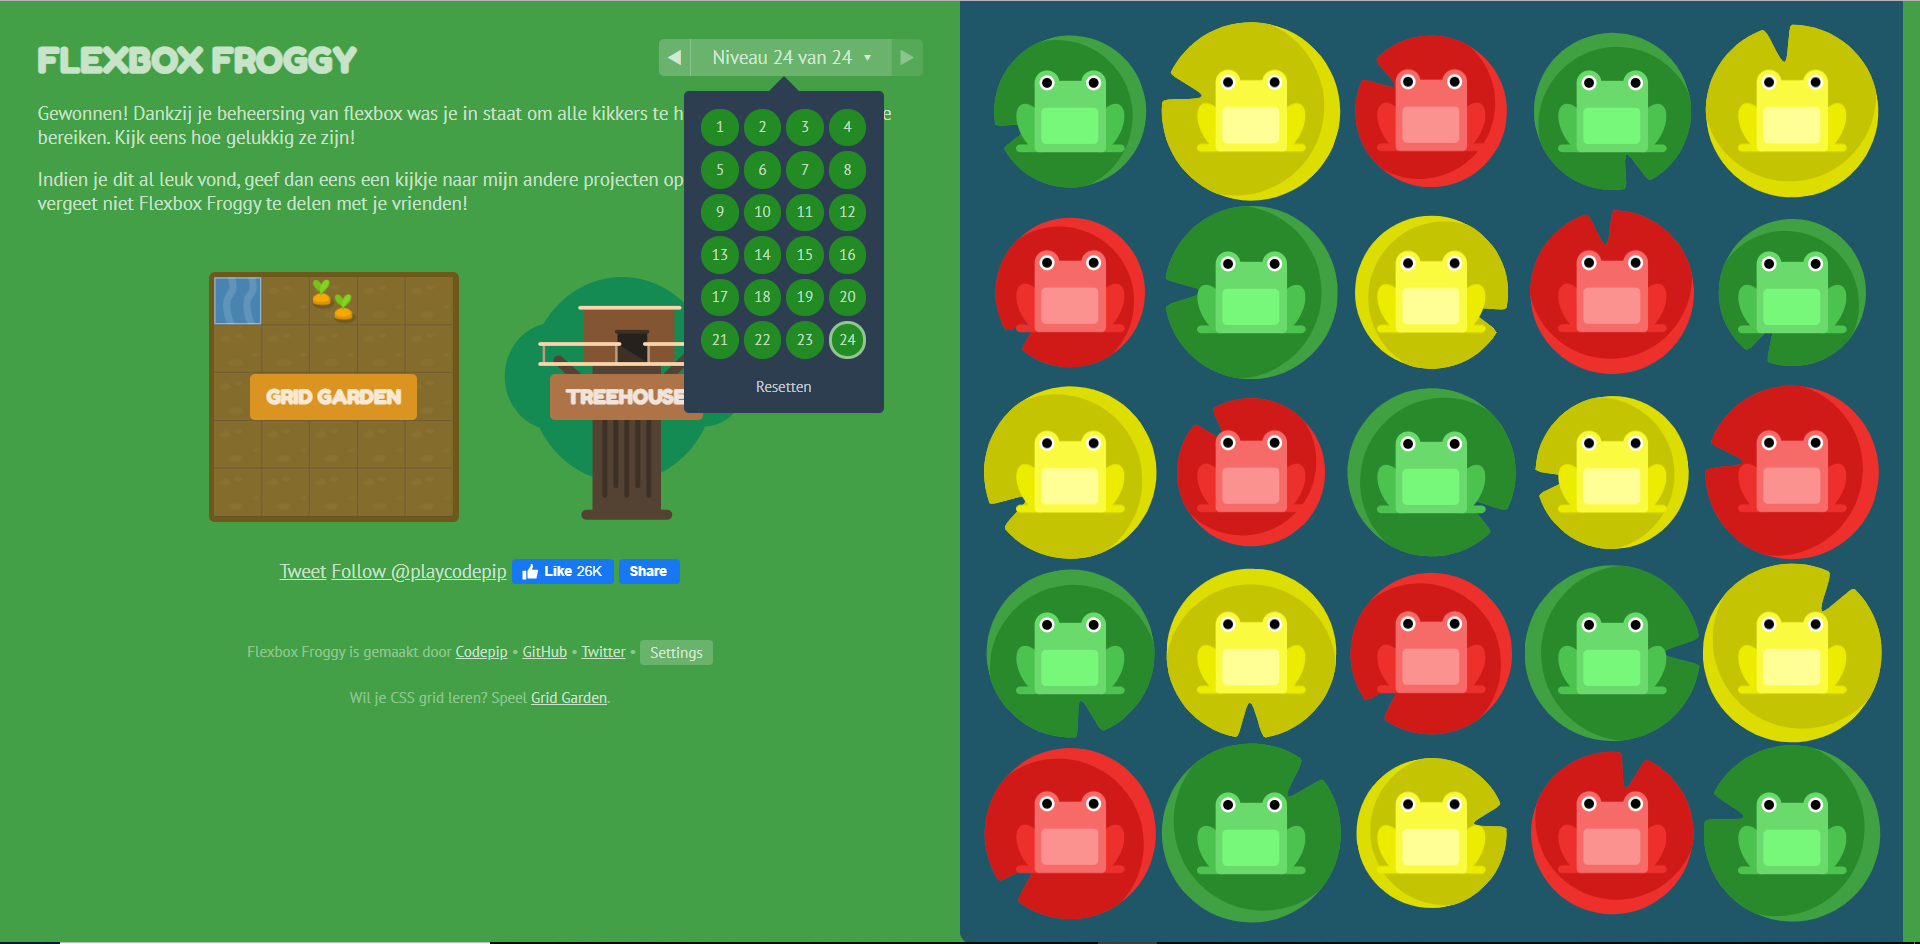 FLEXBOX FROGGY
Niveau 24 van 24
Gewonnen! Dankzij je beheersing van flexbox was je in staat om alle kikkers te h e
bereiken. Kijk eens hoe gelukkig ze zijn!
Indien je dit al leuk vond, geef dan eens een kijkje naar mijn andere projecten op
vergeet niet Flexbox Froggy te delen met je vrienden!
1 2 3 4
5 6 7 8
9 10 11 12
13 14 15 16
17 18 19 20
21 22 23 24
Resetten
GRID GARDEN
TREEHOUSE
Tweet Follow @playcodepip Like 26K Share
Flexbox Froggy is gemaakt door Codepip • GitHub • Twitter • Settings
Wil je CSS grid leren? Speel Grid Garden.